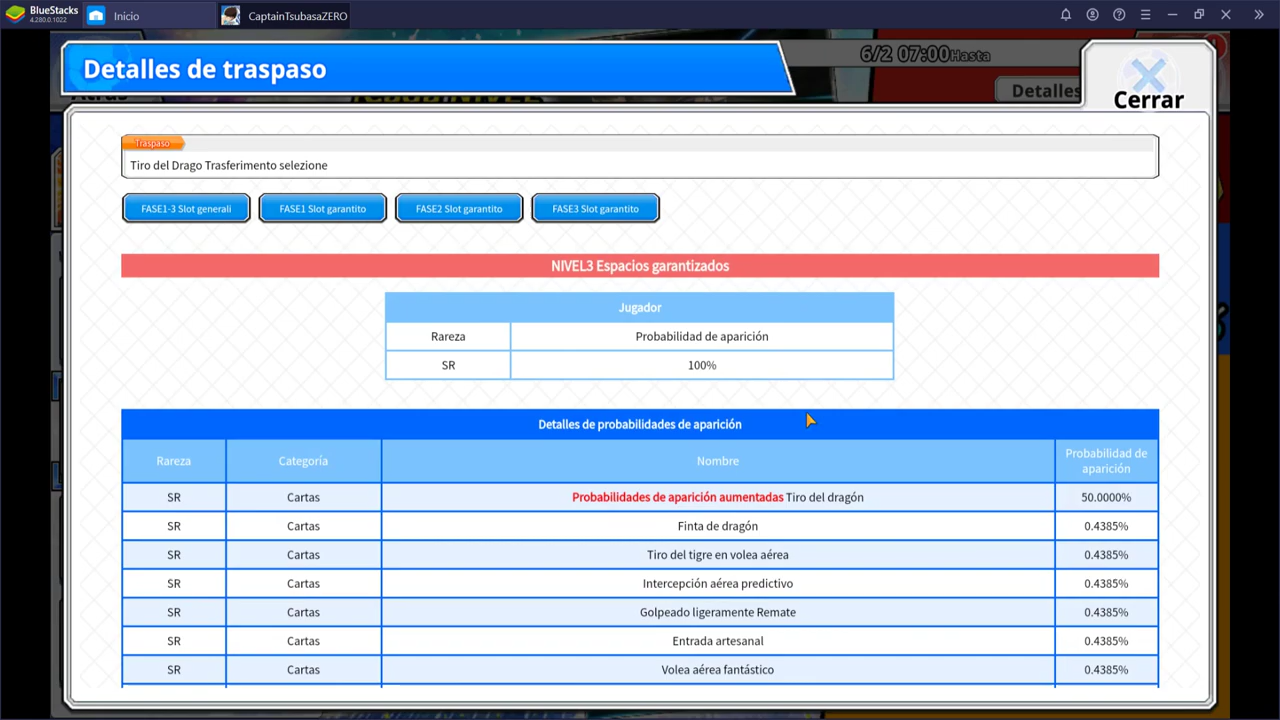 BlueStacks
4.280.0.1022
Inicio
CaptainTsubasaZERO
6/2 07:00 Hasta
Detalles de traspaso
Atrás
NIVEL
Detalles
Cerrar
Traspaso
Tiro del Drago Trasferimento selezione
FASE1-3 Slot generali
FASE1 Slot garantito
FASE2 Slot garantito
FASE3 Slot garantito
NIVEL3 Espacios garantizados
Jugador
Rareza Probabilidad de aparición
SR 100%
Detalles de probabilidades de aparición
Rareza Categoría Nombre Probabilidad de
aparición
SR Cartas Probabilidades de aparición aumentadas Tiro del dragón 50.0000%
SR Cartas Finta de dragón 0.4385%
SR Cartas Tiro del tigre en volea aérea 0.4385%
SR Cartas Intercepción aérea predictivo 0.4385%
SR Cartas Golpeado ligeramente Remate 0.4385%
SR Cartas Entrada artesanal 0.4385%
SR Cartas Volea aérea fantástico 0.4385%